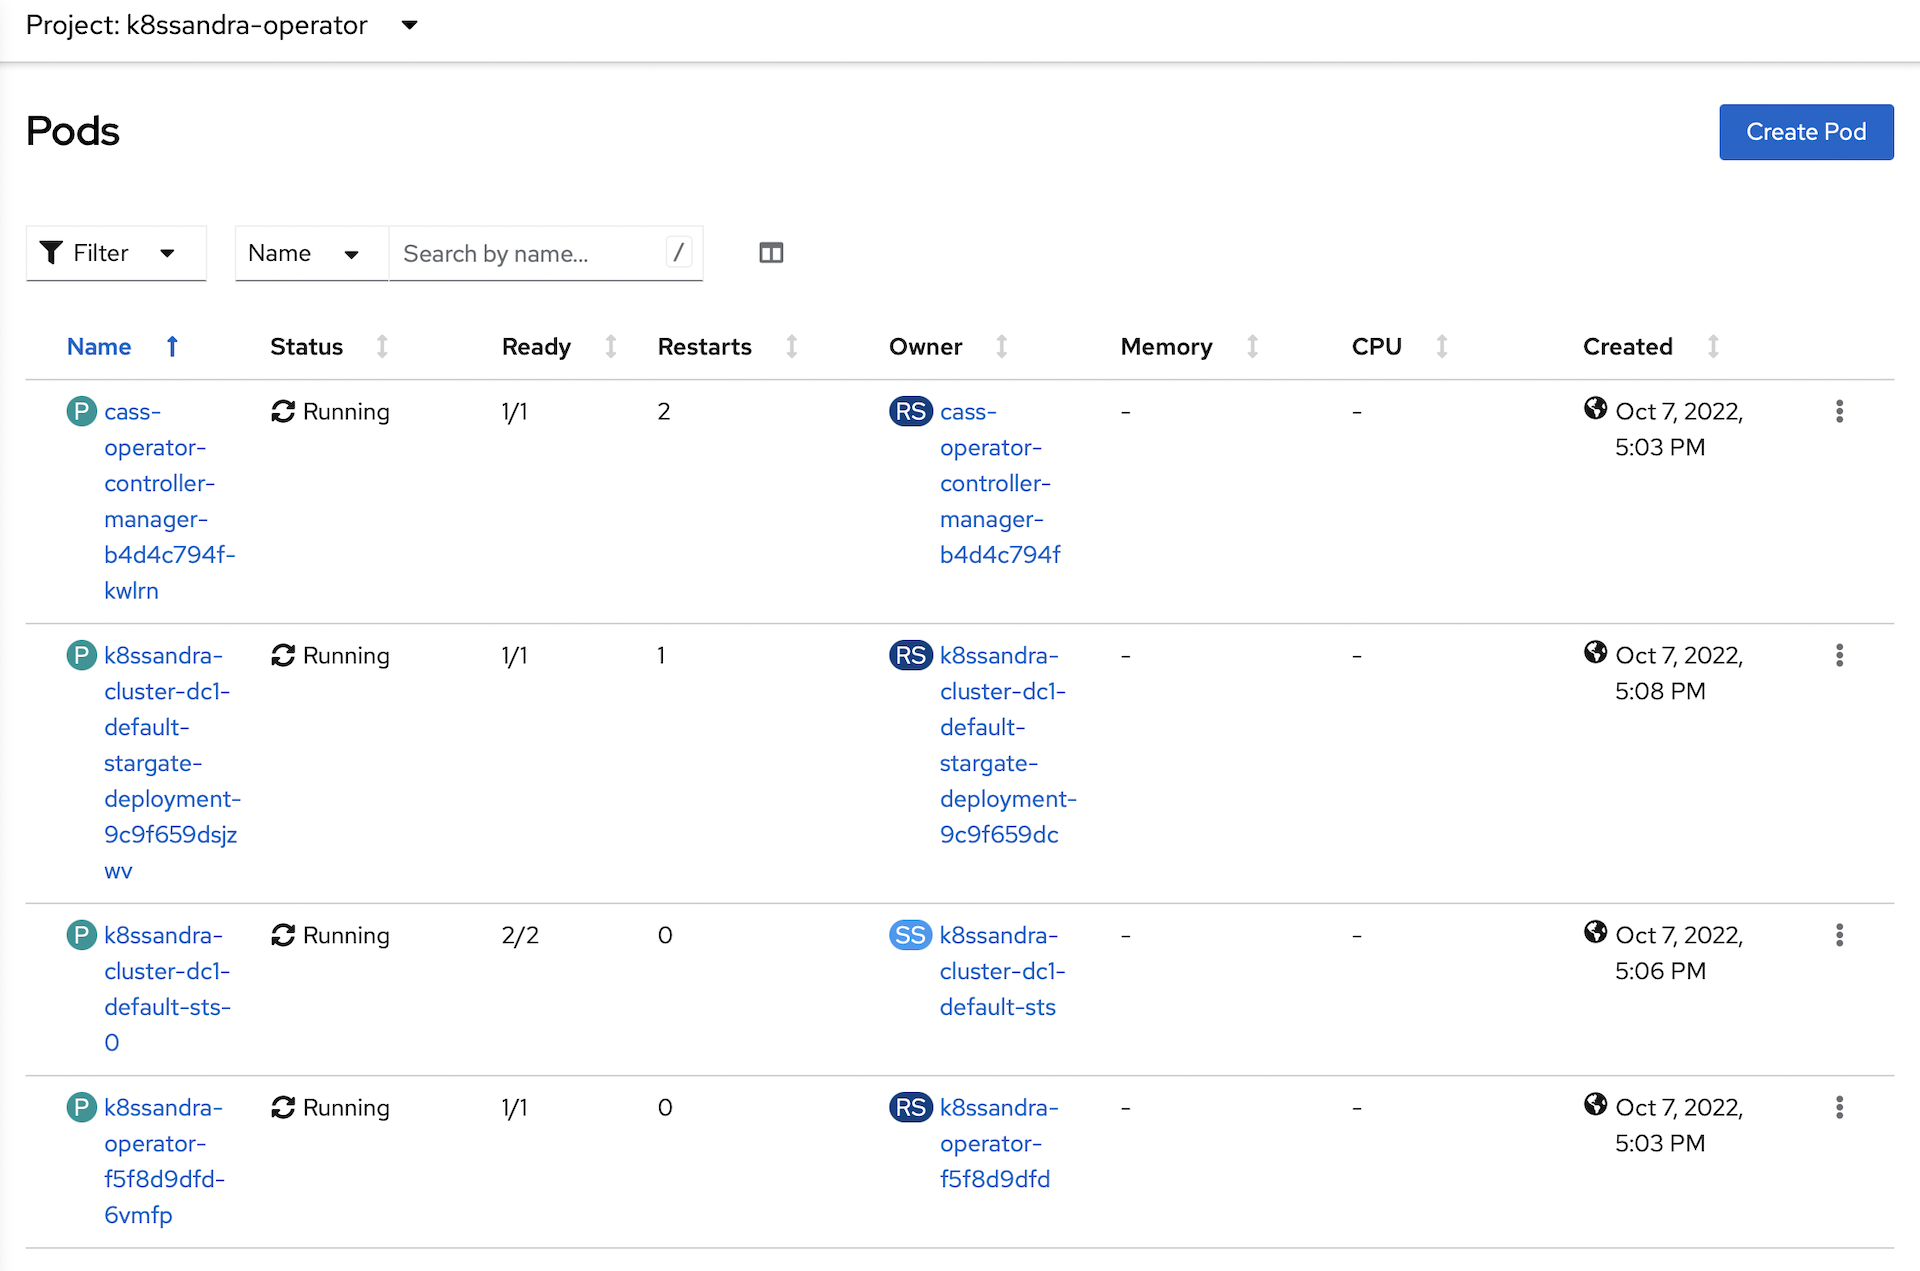 Project: k8ssandra-operator
Pods
Create Pod
Filter
Name
Search by name...
/
Name Status Ready Restarts Owner Memory CPU Created
P cass- Running 1/1 2 RS cass- - - Oct 7, 2022,
operator- operator- 5:03 PM
controller- controller-
manager- manager-
b4d4c794f- b4d4c794f
kwlrn
P k8ssandra- Running 1/1 1 RS k8ssandra- - - Oct 7, 2022,
cluster-dc1- cluster-dc1- 5:08 PM
default- default-
stargate- stargate-
deployment- deployment-
9c9f659dsjz 9c9f659dc
wv
P k8ssandra- Running 2/2 0 SS k8ssandra- - - Oct 7, 2022,
cluster-dc1- cluster-dc1- 5:06 PM
default-sts- default-sts
0
P k8ssandra- Running 1/1 0 RS k8ssandra- - - Oct 7, 2022,
operator- operator- 5:03 PM
f5f8d9dfd- f5f8d9dfd
6vmfp